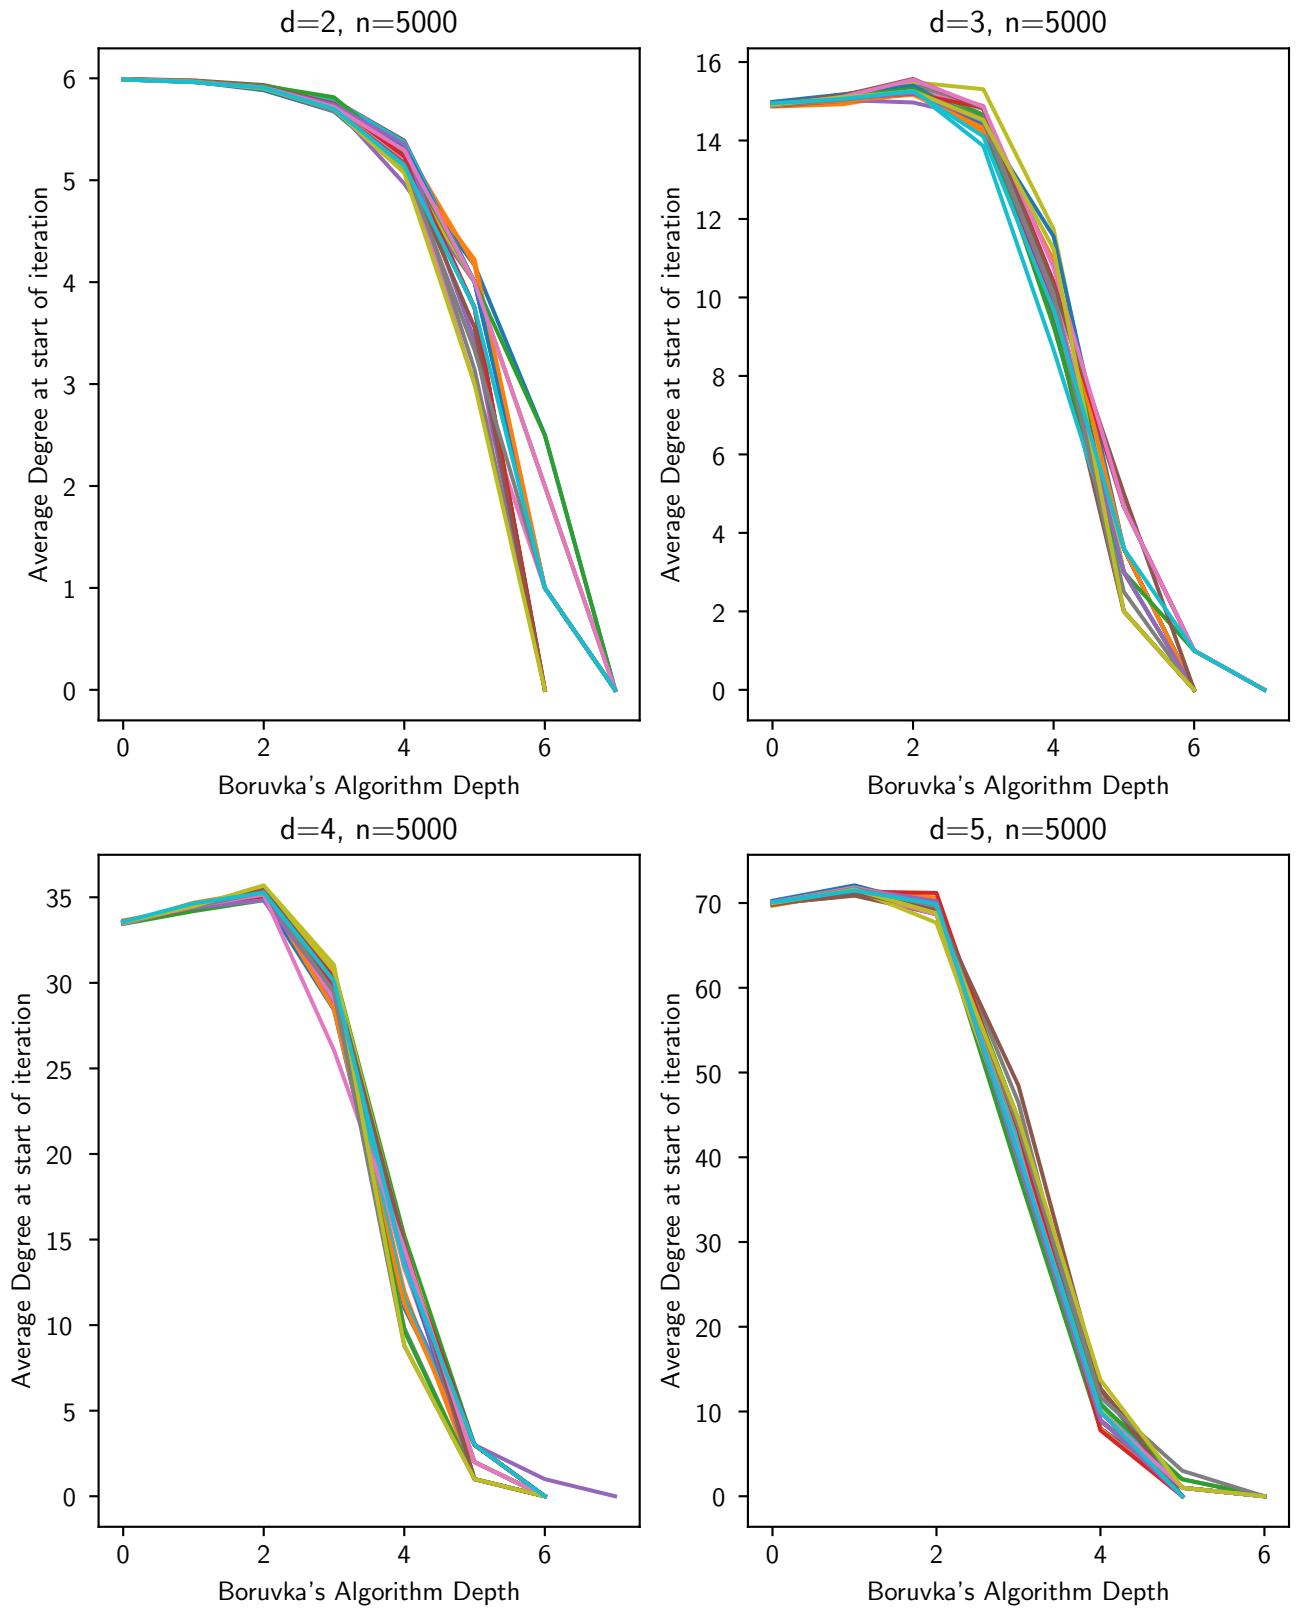 d=2, n=5000
Average Degree at start of iteration
6
5
4
3
2
1
0
0 2 4 6
Boruvka's Algorithm Depth
d=3, n=5000
Average Degree at start of iteration
16
14
12
10
8
6
4
2
0
0 2 4 6
Boruvka's Algorithm Depth
d=4, n=5000
Average Degree at start of iteration
35
30
25
20
15
10
5
0
0 2 4 6
Boruvka's Algorithm Depth
d=5, n=5000
Average Degree at start of iteration
70
60
50
40
30
20
10
0
0 2 4 6
Boruvka's Algorithm Depth